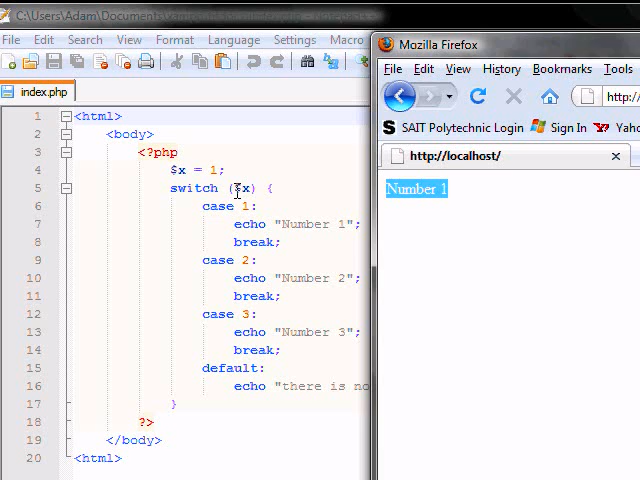 C:\Users\Adam\Documents
File Edit Search View Format Language Settings Macro
index.php
1 <html>
2 <body>
3 <?php
4 $x = 1;
5 switch ($x) {
6 case 1:
7 echo "Number 1";
8 break;
9 case 2:
10 echo "Number 2";
11 break;
12 case 3:
13 echo "Number 3";
14 break;
15 default:
16 echo "there is no
17 }
18 ?>
19 </body>
20 <html>
Mozilla Firefox
File Edit View History Bookmarks Tools
http:/
SAIT Polytechnic Login Sign In Yaho
http://localhost/
Number 1